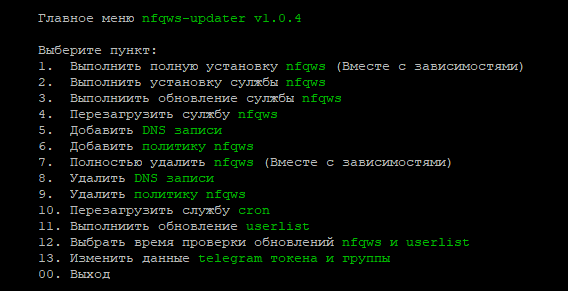 Главное меню nfqws-updater v1.0.4
Выберите пункт:
1. Выполнить полную установку nfqws (Вместе с зависимостями)
2. Выполнить установку сулжбы nfqws
3. Выполниить обновление сулжбы nfqws
4. Перезагрузить сулжбу nfqws
5. Добавить DNS записи
6. Добавить политику nfqws
7. Полностью удалить nfqws (Вместе с зависимостями)
8. Удалить DNS записи
9. Удалить политику nfqws
10. Перезагрузить службу cron
11. Выполниить обновление userlist
12. Выбрать время проверки обновлений nfqws и userlist
13. Изменить данные telegram токена и группы
00. Выход